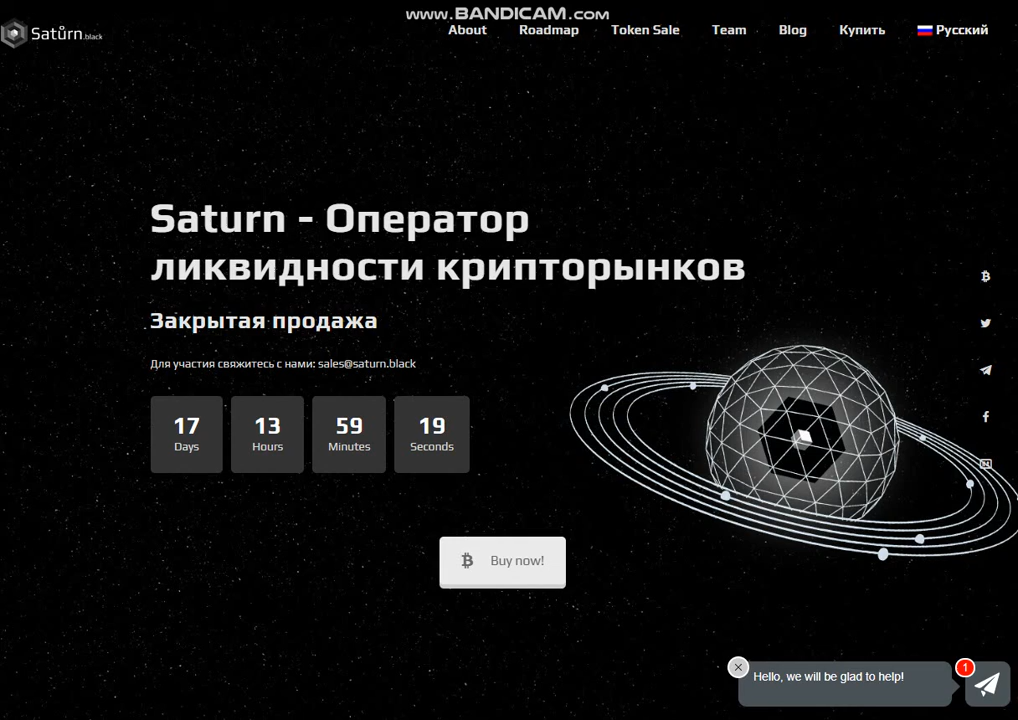 www.BANDICAM.com
Satūrn.black
About Roadmap Token Sale Team Blog Купить Русский
Saturn - Оператор
ликвидности крипторынков
Закрытая продажа
Для участия свяжитесь с нами: sales@saturn.black
17 13 59 19
Days Hours Minutes Seconds
Buy now!
1
Hello, we will be glad to help!